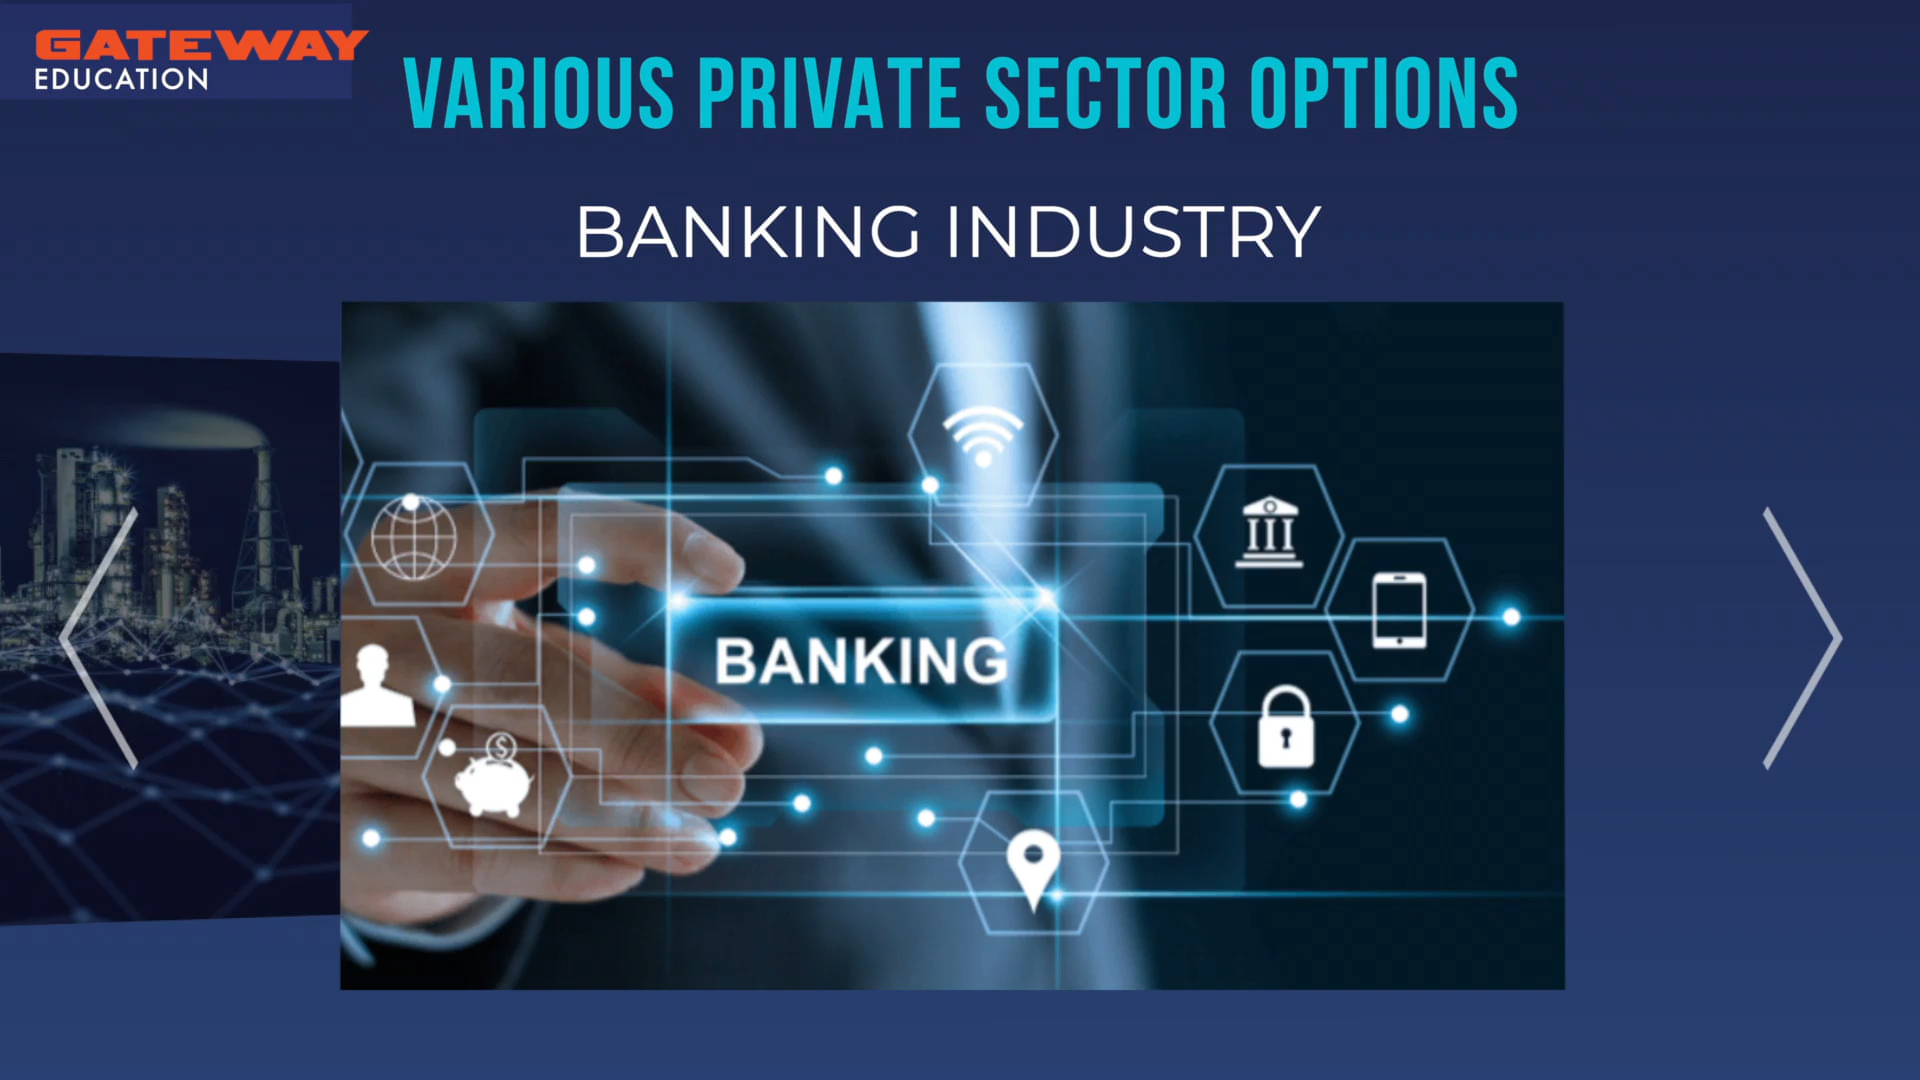 GATEWAY
EDUCATION
VARIOUS PRIVATE SECTOR OPTIONS
BANKING INDUSTRY
BANKING
$